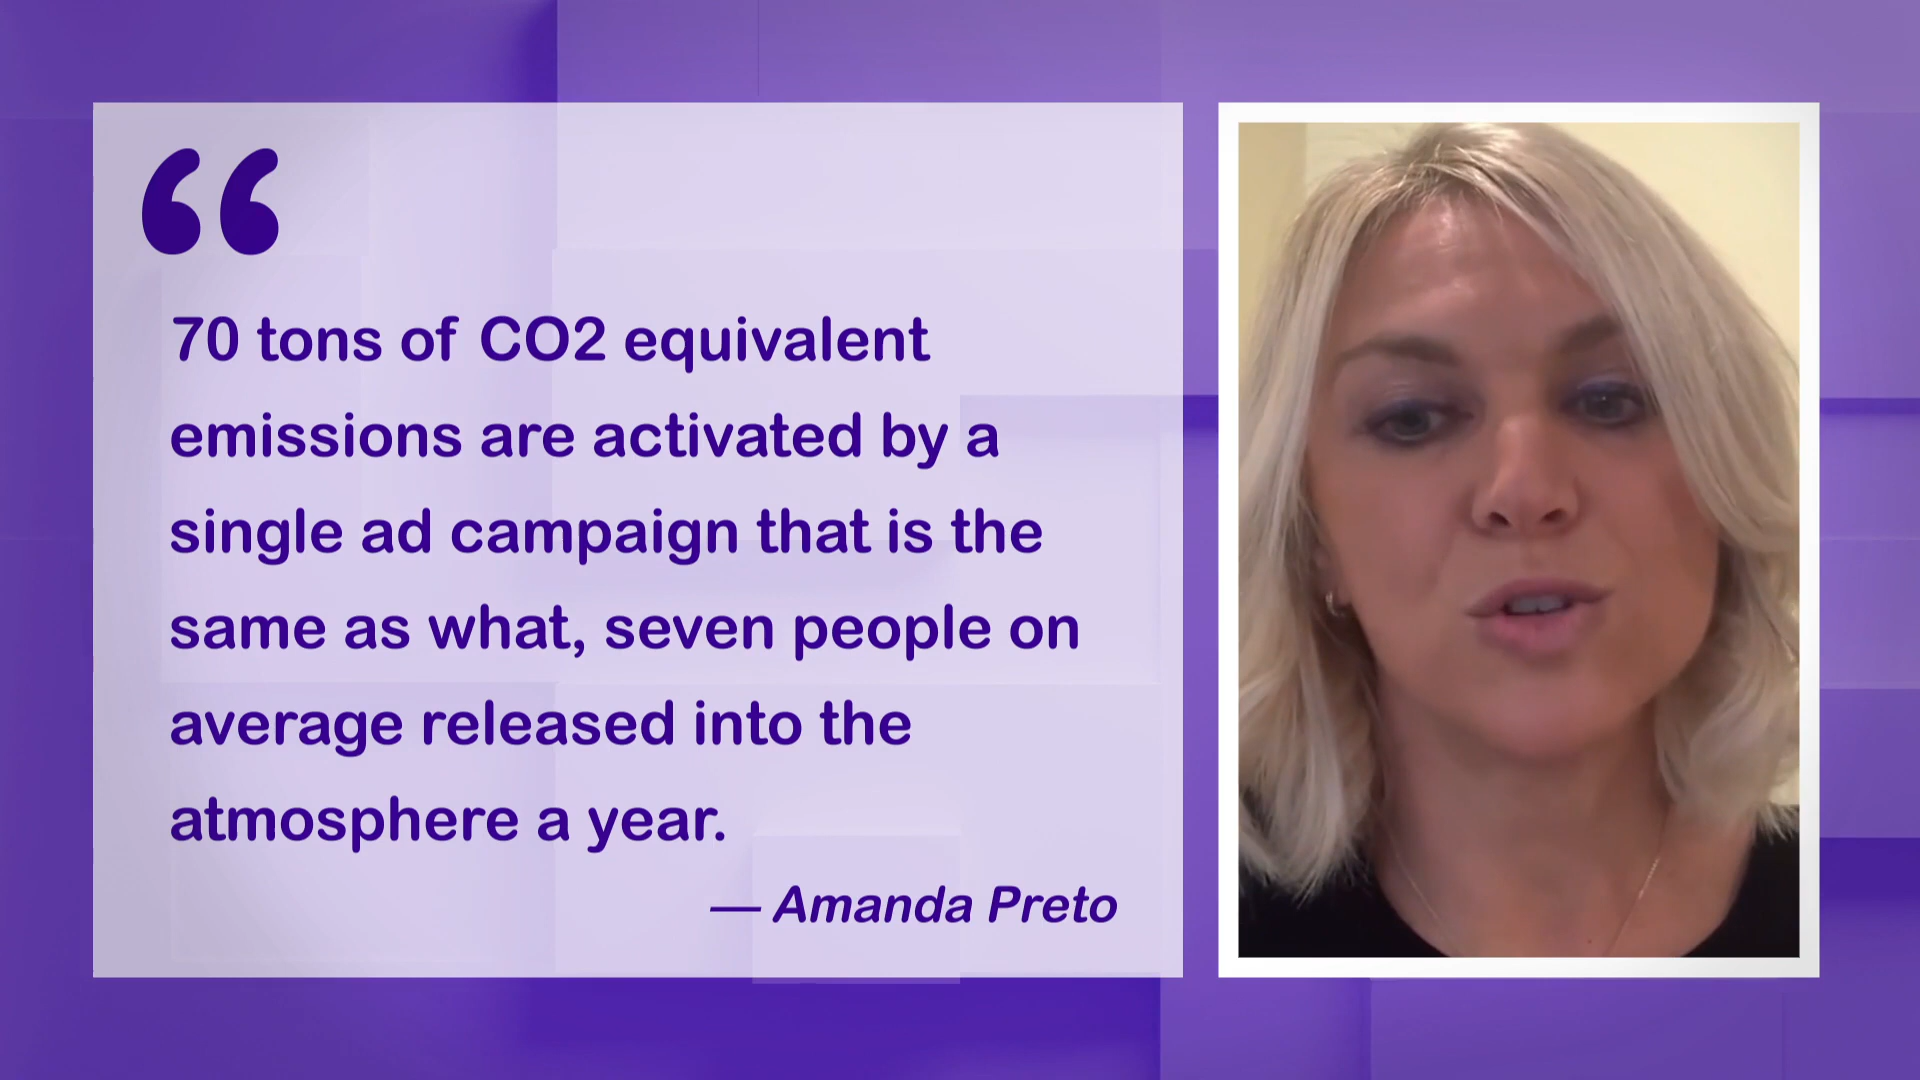 “
70 tons of CO2 equivalent
emissions are activated by a
single ad campaign that is the
same as what, seven people on
average released into the
atmosphere a year.
— Amanda Preto